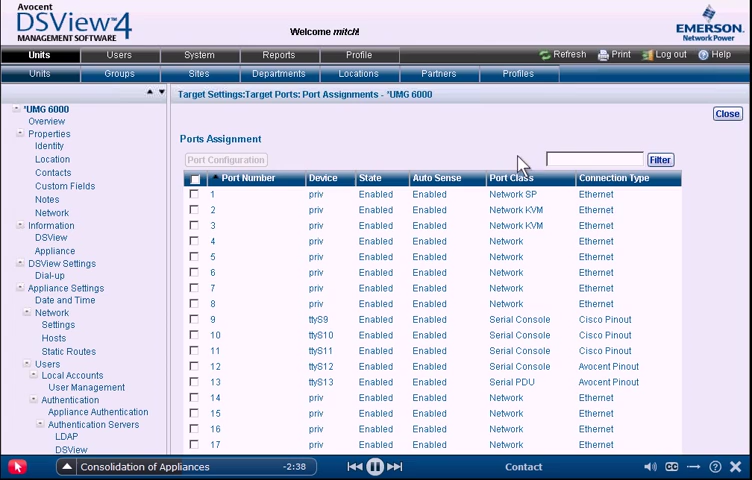 Avocent
DSView™4
MANAGEMENT SOFTWARE
Welcome mitch!
EMERSON
Network Power
Units Users System Reports Profile
Refresh Print Log out Help
Units Groups Sites Departments Locations Partners Profiles
Target Settings:Target Ports: Port Assignments - 'UMG 6000
Close
'UMG 6000
Overview
Properties
Identity
Location
Contacts
Custom Fields
Notes
Network
Information
DSView
Appliance
DSView Settings
Dial-up
Appliance Settings
Date and Time
Network
Settings
Hosts
Static Routes
Users
Local Accounts
User Management
Authentication
Appliance Authentication
Authentication Servers
LDAP
DSView
Ports Assignment
Port Configuration
Filter
Port Number Device State Auto Sense Port Class Connection Type
1 priv Enabled Enabled Network SP Ethernet
2 priv Enabled Enabled Network KVM Ethernet
3 priv Enabled Enabled Network KVM Ethernet
4 priv Enabled Enabled Network Ethernet
5 priv Enabled Enabled Network Ethernet
6 priv Enabled Enabled Network Ethernet
7 priv Enabled Enabled Network Ethernet
8 priv Enabled Enabled Network Ethernet
9 ttyS9 Enabled Enabled Serial Console Cisco Pinout
10 ttyS10 Enabled Enabled Serial Console Cisco Pinout
11 ttyS11 Enabled Enabled Serial Console Cisco Pinout
12 ttyS12 Enabled Enabled Serial Console Avocent Pinout
13 ttyS13 Enabled Enabled Serial PDU Avocent Pinout
14 priv Enabled Enabled Network Ethernet
15 priv Enabled Enabled Network Ethernet
16 priv Enabled Enabled Network Ethernet
17 priv Enabled Enabled Network Ethernet
Consolidation of Appliances -2:38 Contact CC